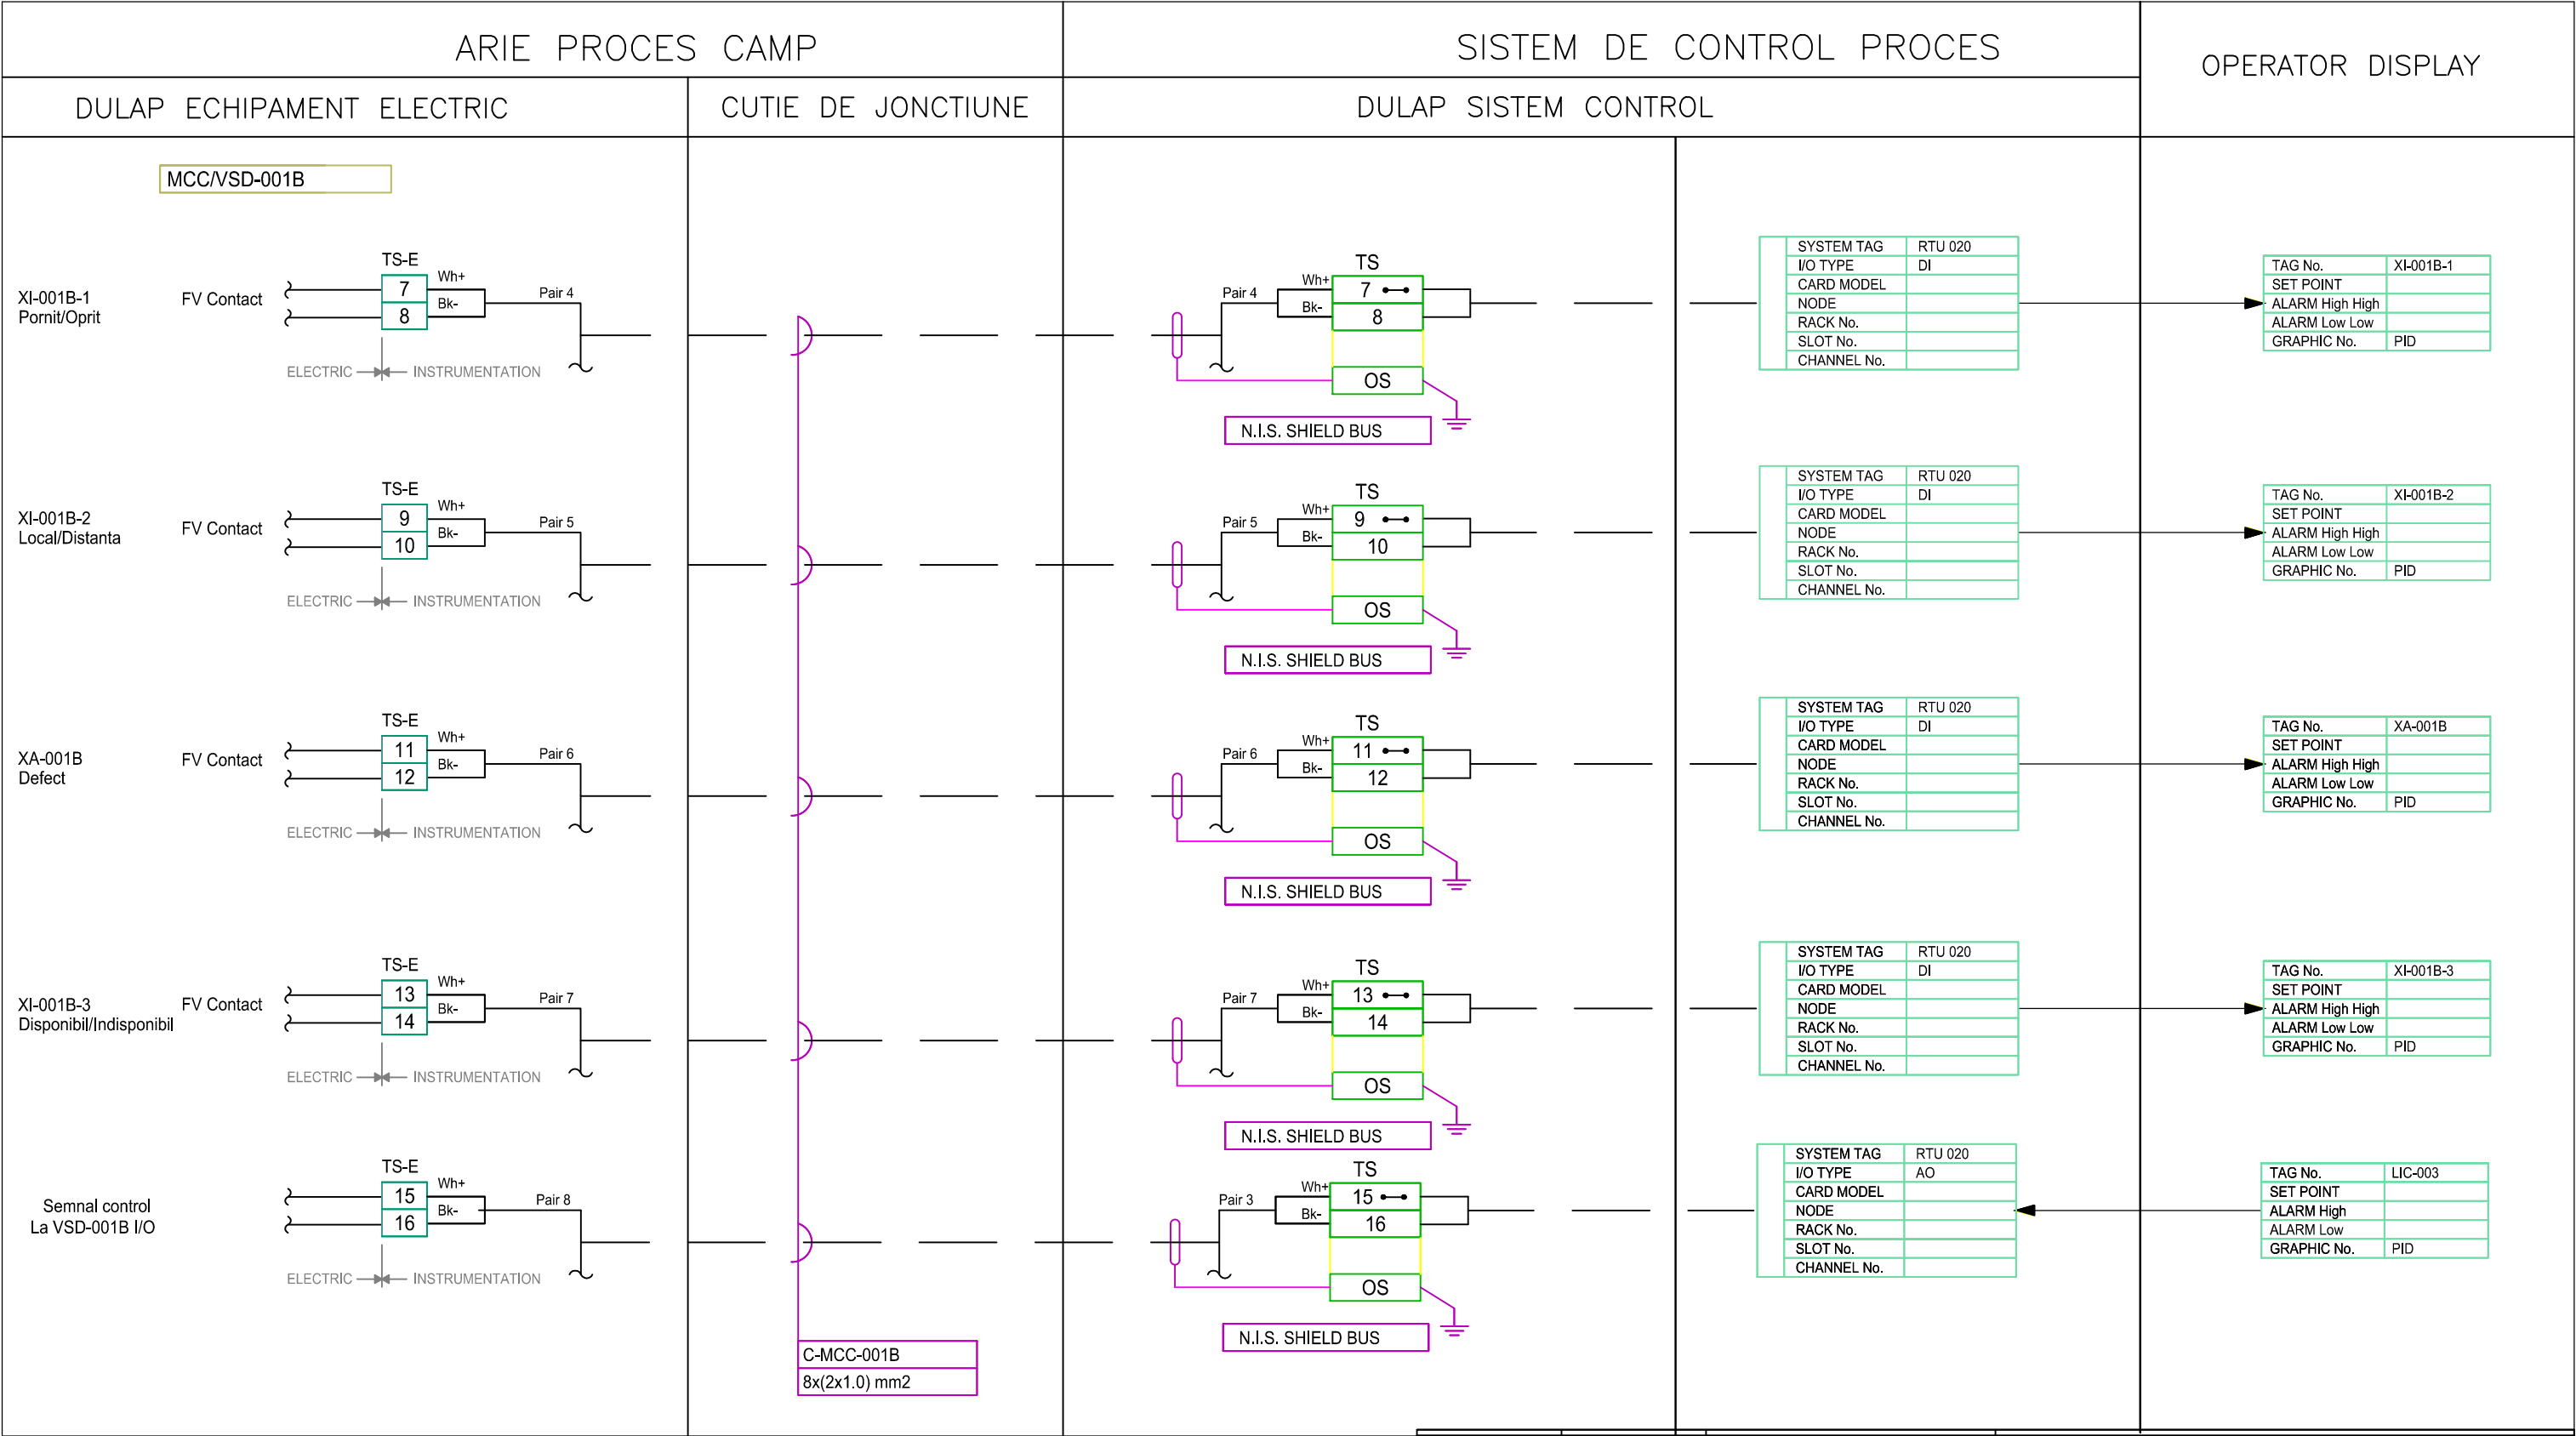 ARIE PROCES CAMP
SISTEM DE CONTROL PROCES
OPERATOR DISPLAY
DULAP ECHIPAMENT ELECTRIC
CUTIE DE JONCTIUNE
DULAP SISTEM CONTROL
MCC/VSD-001B
XI-001B-1
Pornit/Oprit
FV Contact
TS-E
7
8
Wh+
Bk-
Pair 4
ELECTRIC
INSTRUMENTATION
Pair 4
Wh+
Bk-
TS
7
8
OS
N.I.S. SHIELD BUS
SYSTEM TAG RTU 020
I/O TYPE DI
CARD MODEL
NODE
RACK No.
SLOT No.
CHANNEL No.
TAG No. XI-001B-1
SET POINT
ALARM High High
ALARM Low Low
GRAPHIC No. PID
XI-001B-2
Local/Distanta
FV Contact
TS-E
9
10
Wh+
Bk-
Pair 5
ELECTRIC
INSTRUMENTATION
Pair 5
Wh+
Bk-
TS
9
10
OS
N.I.S. SHIELD BUS
SYSTEM TAG RTU 020
I/O TYPE DI
CARD MODEL
NODE
RACK No.
SLOT No.
CHANNEL No.
TAG No. XI-001B-2
SET POINT
ALARM High High
ALARM Low Low
GRAPHIC No. PID
XA-001B
Defect
FV Contact
TS-E
11
12
Wh+
Bk-
Pair 6
ELECTRIC
INSTRUMENTATION
Pair 6
Wh+
Bk-
TS
11
12
OS
N.I.S. SHIELD BUS
SYSTEM TAG RTU 020
I/O TYPE DI
CARD MODEL
NODE
RACK No.
SLOT No.
CHANNEL No.
TAG No. XA-001B
SET POINT
ALARM High High
ALARM Low Low
GRAPHIC No. PID
XI-001B-3
Disponibil/Indisponibil
FV Contact
TS-E
13
14
Wh+
Bk-
Pair 7
ELECTRIC
INSTRUMENTATION
Pair 7
Wh+
Bk-
TS
13
14
OS
N.I.S. SHIELD BUS
SYSTEM TAG RTU 020
I/O TYPE DI
CARD MODEL
NODE
RACK No.
SLOT No.
CHANNEL No.
TAG No. XI-001B-3
SET POINT
ALARM High High
ALARM Low Low
GRAPHIC No. PID
Semnal control
La VSD-001B I/O
TS-E
15
16
Wh+
Bk-
Pair 8
ELECTRIC
INSTRUMENTATION
Pair 3
Wh+
Bk-
TS
15
16
OS
N.I.S. SHIELD BUS
SYSTEM TAG RTU 020
I/O TYPE AO
CARD MODEL
NODE
RACK No.
SLOT No.
CHANNEL No.
TAG No. LIC-003
SET POINT
ALARM High
ALARM Low
GRAPHIC No. PID
C-MCC-001B
8x(2x1.0) mm2